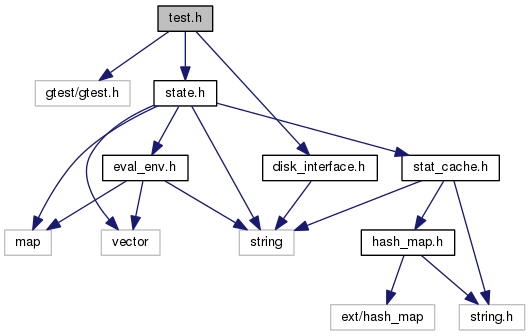 test.h
gtest/gtest.h
state.h
eval_env.h
disk_interface.h
stat_cache.h
map
vector
string
hash_map.h
ext/hash_map
string.h